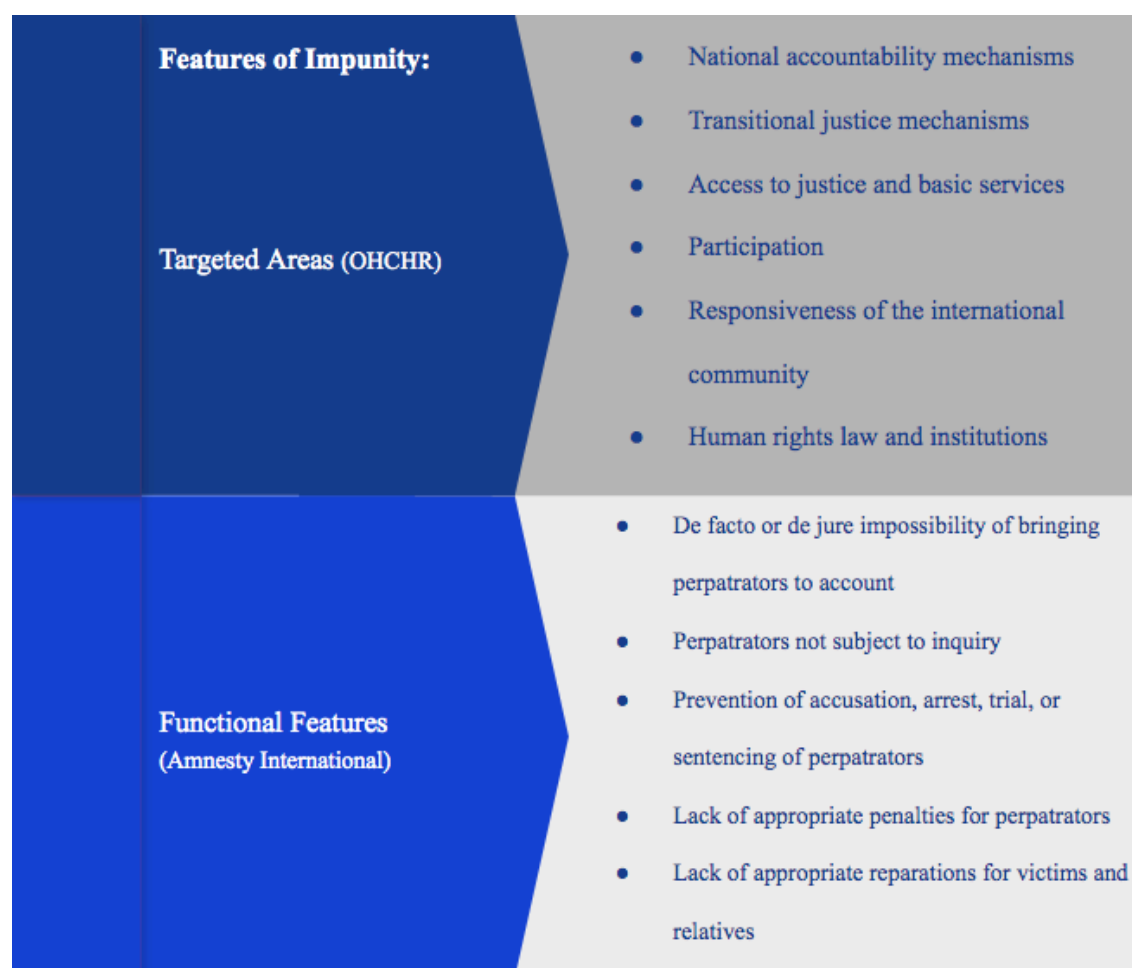 Features of Impunity:
Targeted Areas (OHCHR)
● National accountability mechanisms
● Transitional justice mechanisms
● Access to justice and basic services
● Participation
● Responsiveness of the international
community
● Human rights law and institutions
Functional Features
(Amnesty International)
● De facto or de jure impossibility of bringing
perpatrators to account
● Perpatrators not subject to inquiry
● Prevention of accusation, arrest, trial, or
sentencing of perpatrators
● Lack of appropriate penalties for perpatrators
● Lack of appropriate reparations for victims and
relatives